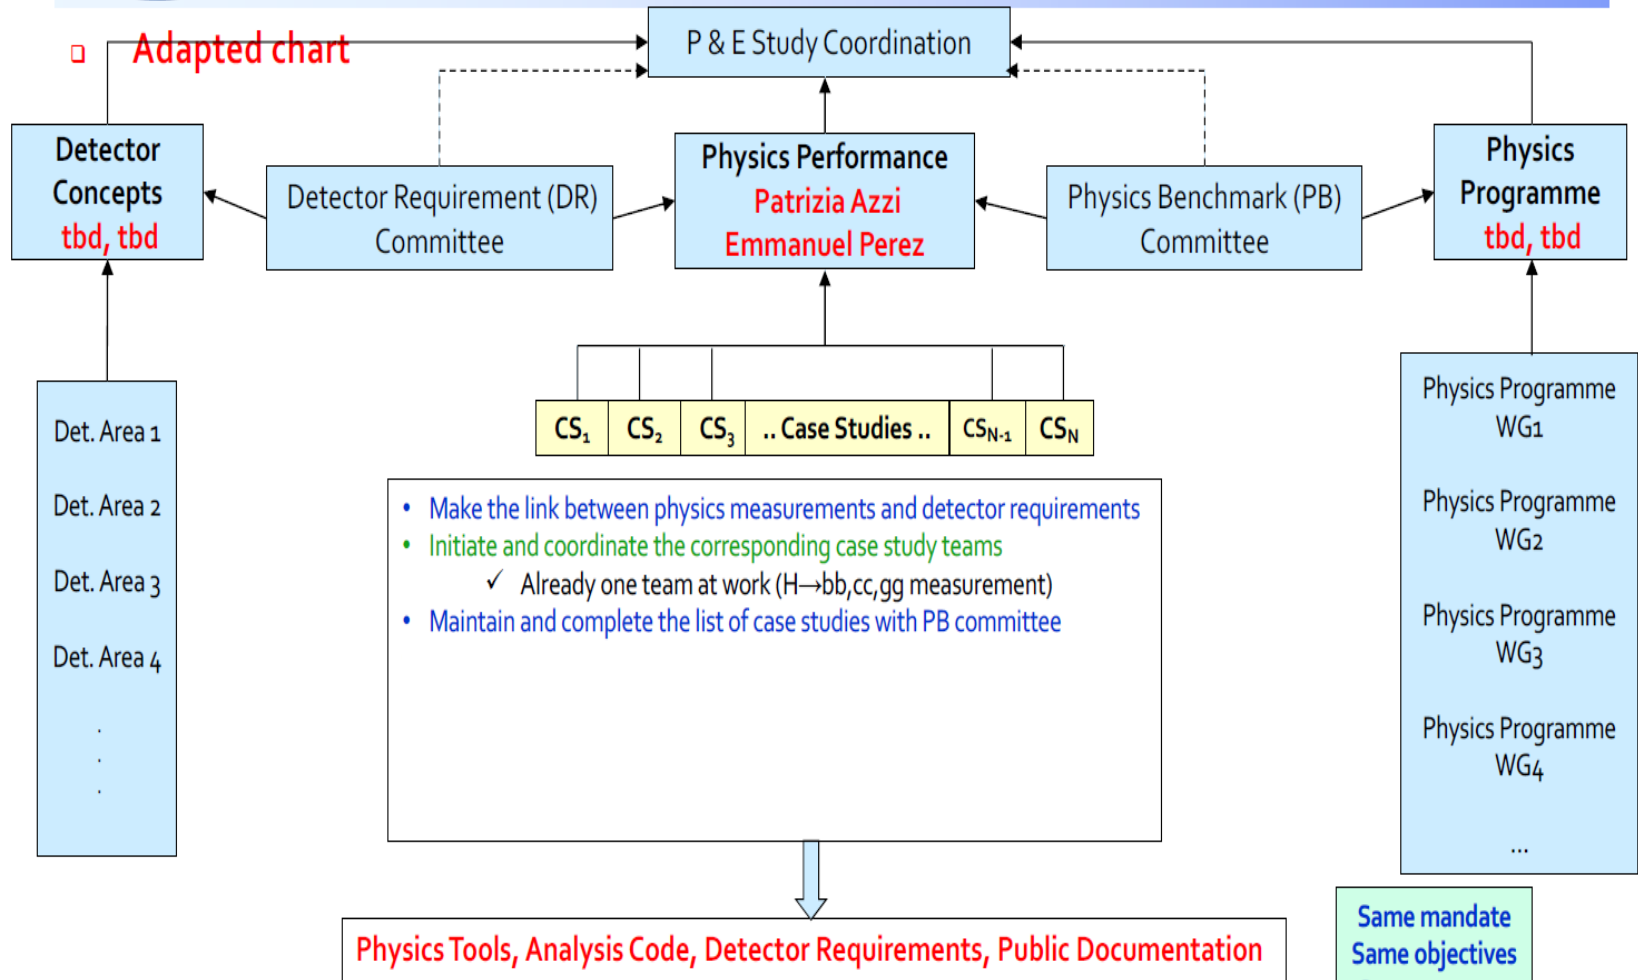 Adapted chart
P & E Study Coordination
Detector
Concepts
tbd, tbd
Detector Requirement (DR)
Committee
Physics Performance
Patrizia Azzi
Emmanuel Perez
Physics Benchmark (PB)
Committee
Physics
Programme
tbd, tbd
Det. Area 1
Det. Area 2
Det. Area 3
Det. Area 4
.
.
.
CS₁ CS₂ CS₃ .. Case Studies .. CS_N-1 CS_N
• Make the link between physics measurements and detector requirements
• Initiate and coordinate the corresponding case study teams
✓ Already one team at work (H→bb,cc,gg measurement)
• Maintain and complete the list of case studies with PB committee
Physics Programme
WG1
Physics Programme
WG2
Physics Programme
WG3
Physics Programme
WG4
...
Physics Tools, Analysis Code, Detector Requirements, Public Documentation
Same mandate
Same objectives